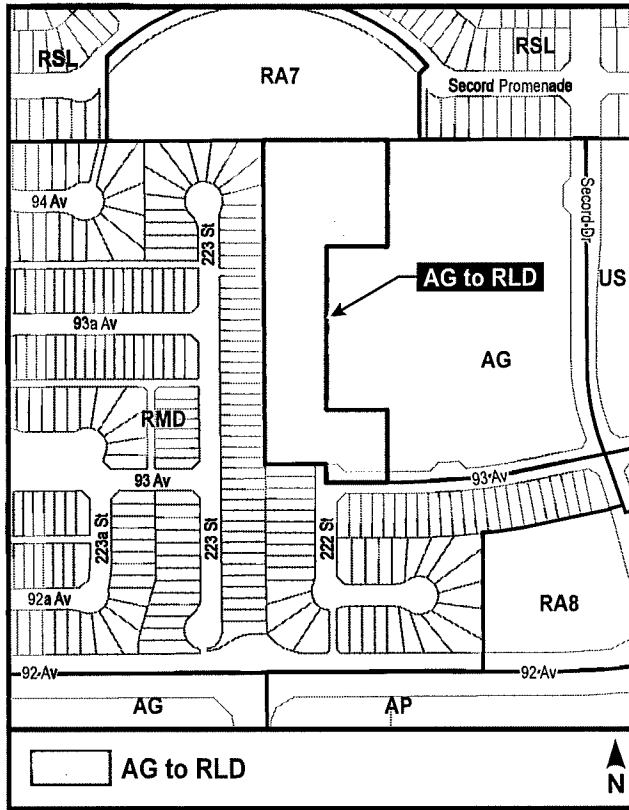 RSL
RSL
RA7
Secord Promenade
94 Av
223 St
Secord Dr
AG to RLD
US
93a Av
AG
RMD
93 Av
93 Av
223a St
223 St
222 St
92a Av
RA8
92 Av
92 Av
AG
AP
AG to RLD
N